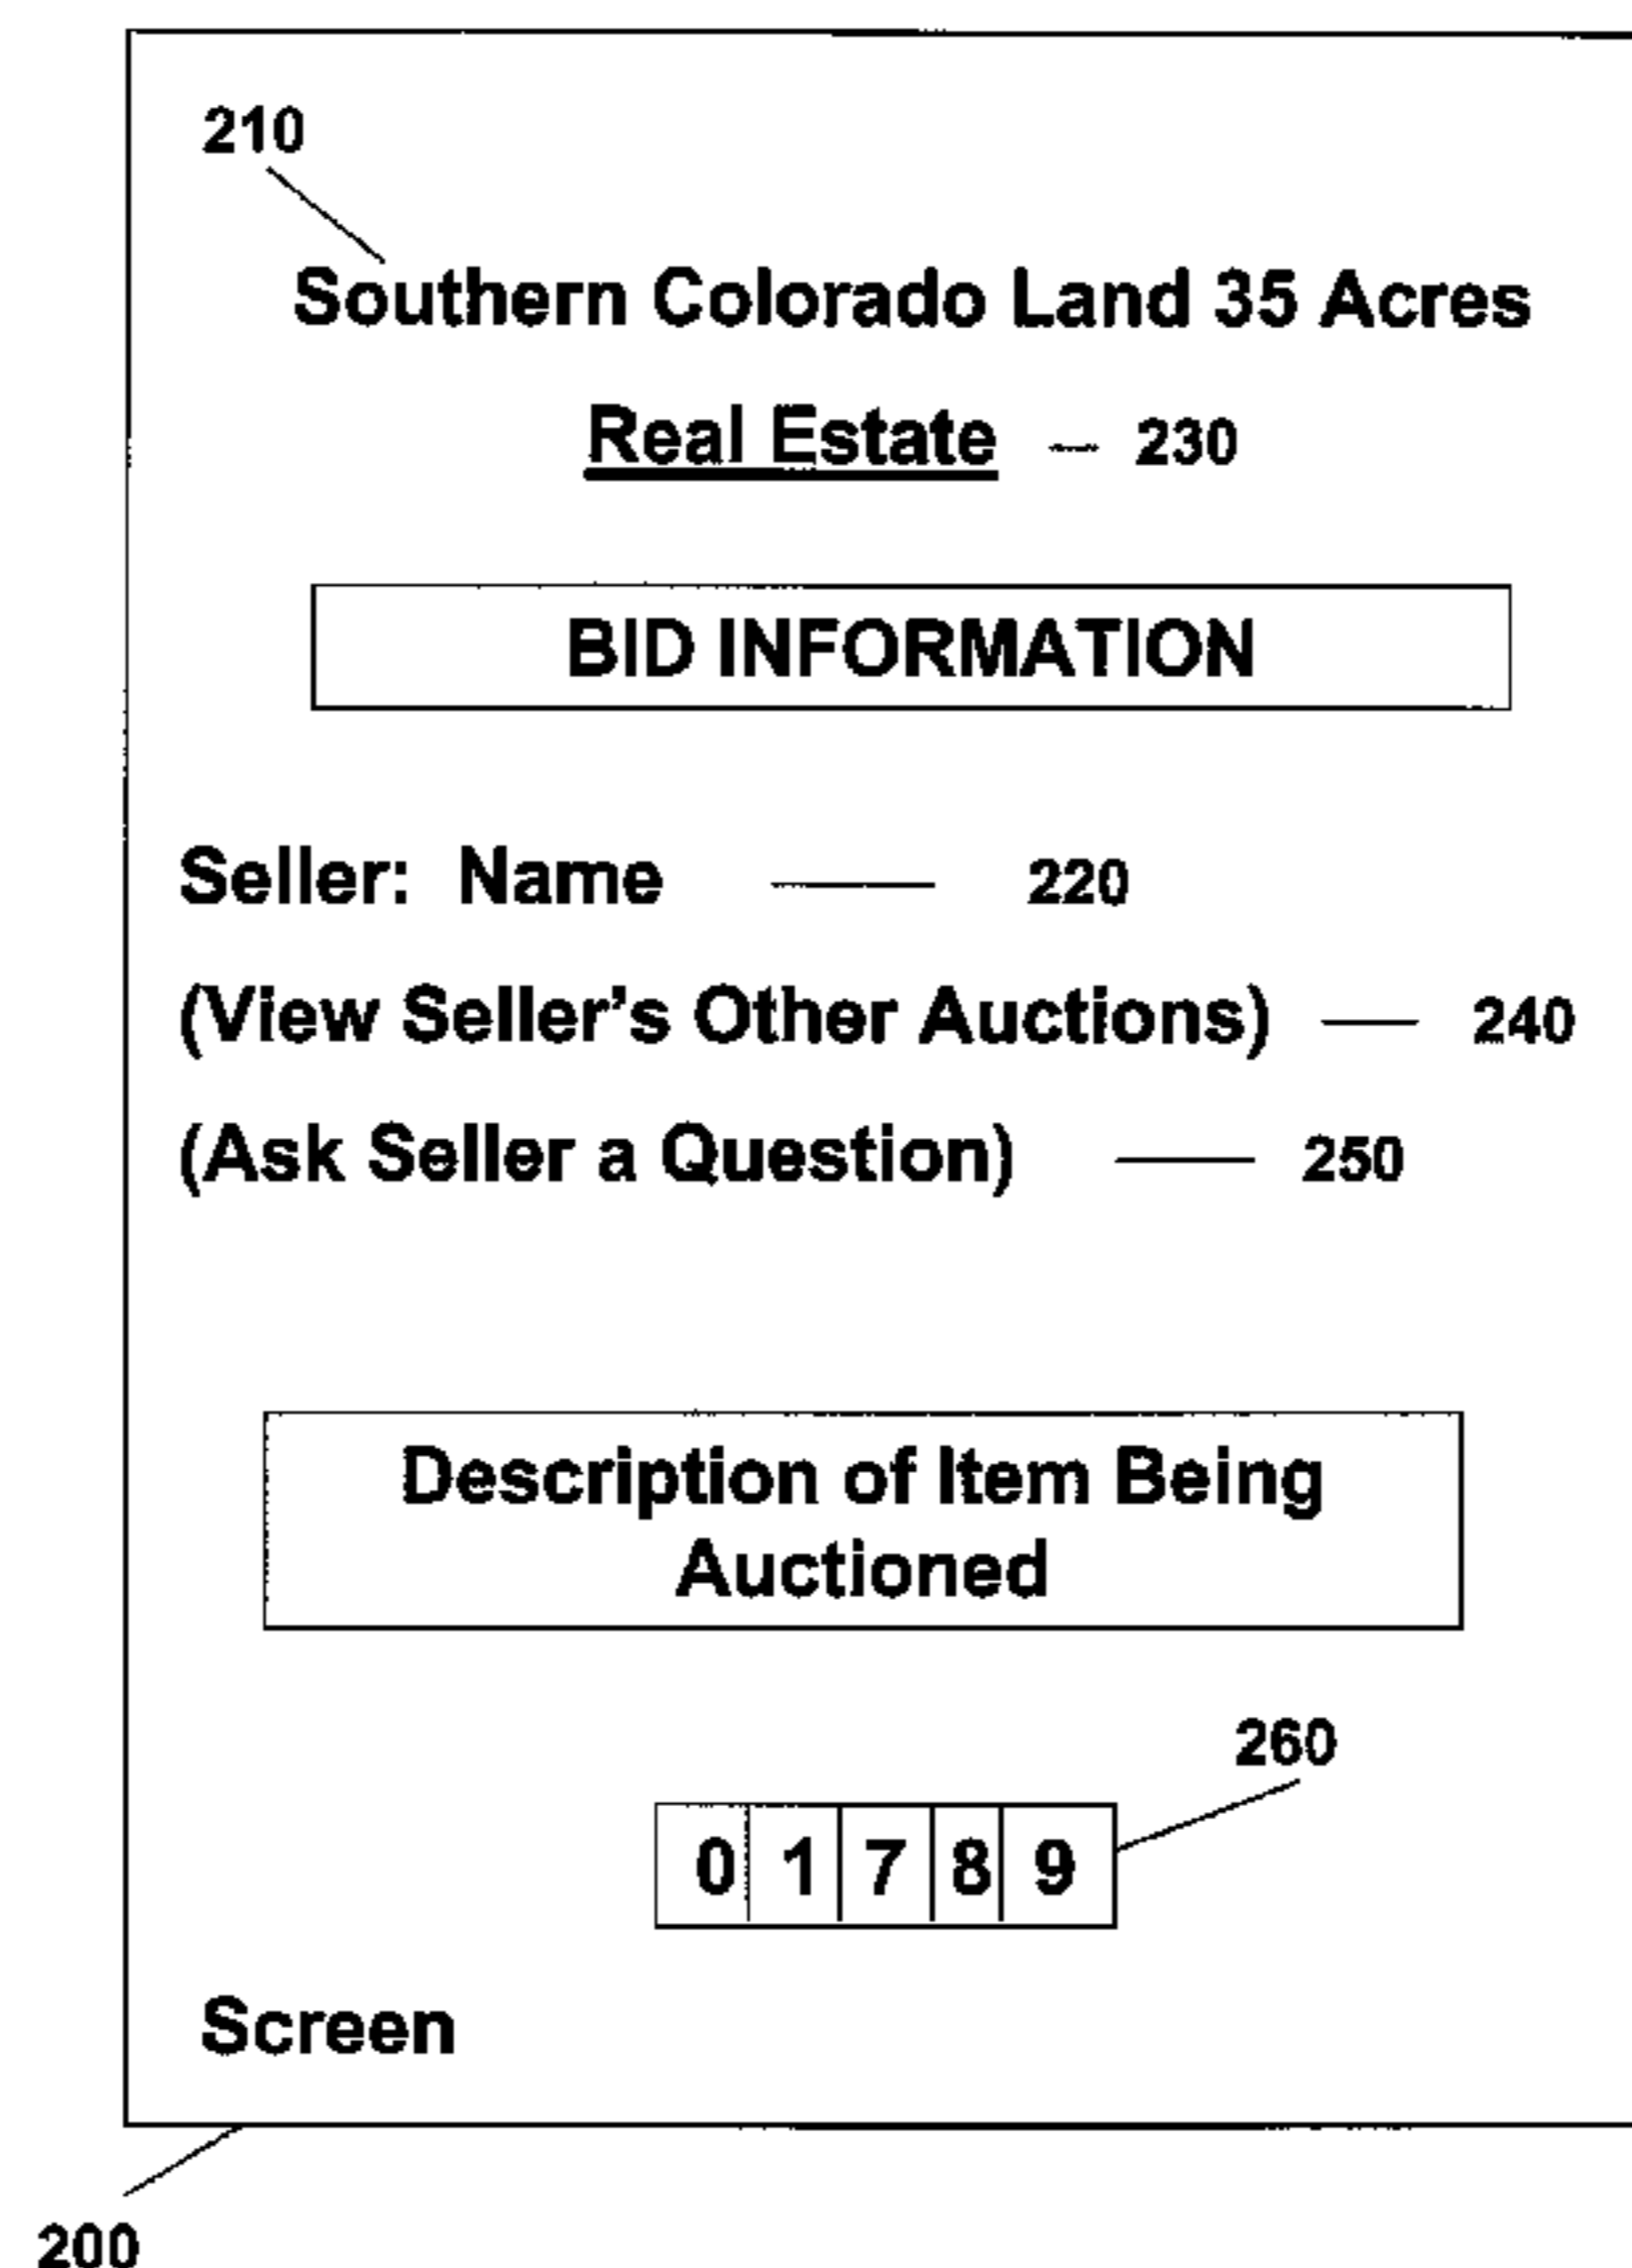 210
Southern Colorado Land 35 Acres
Real Estate 230
BID INFORMATION
Seller: Name 220
(View Seller's Other Auctions) 240
(Ask Seller a Question) 250
Description of Item Being
Auctioned
260
0 1 7 8 9
Screen
200